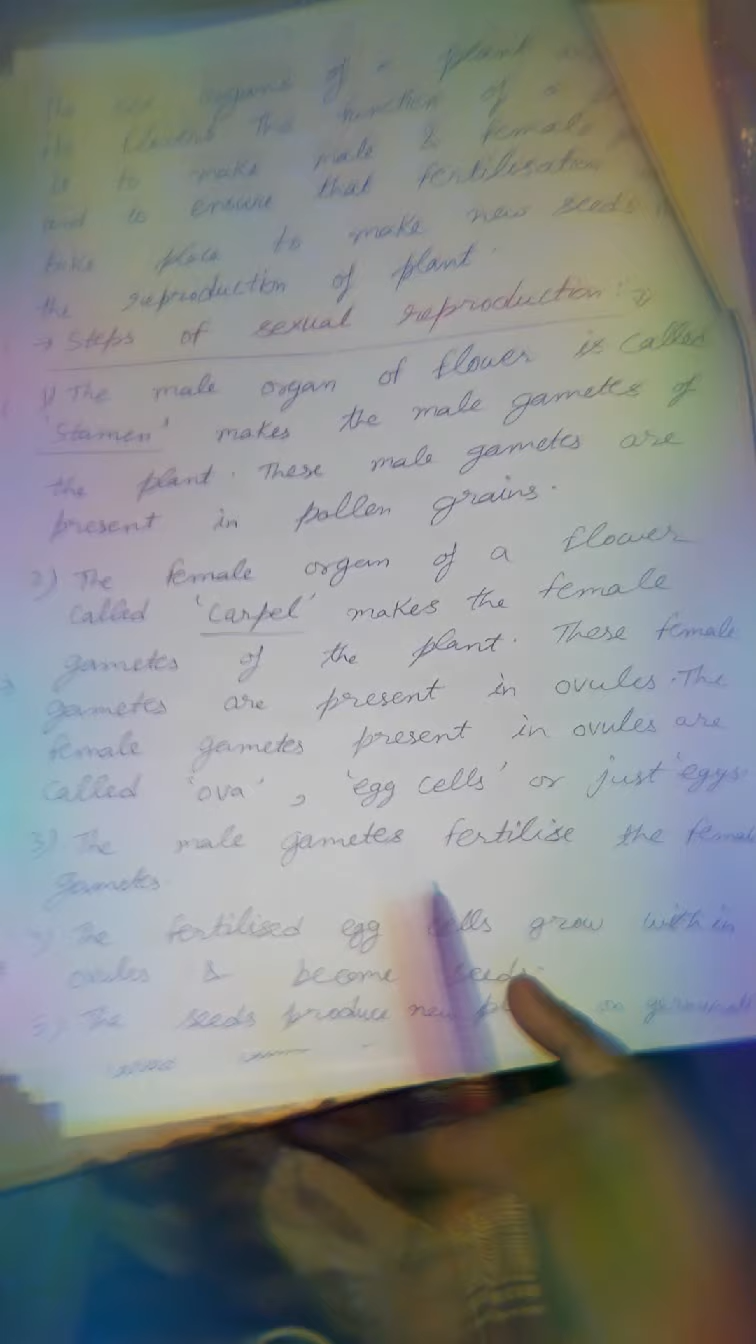 The sex organs of a plant
the flowers The function of a
is to make male & female
and to ensure that fertilisation
take place to make new seeds
the reproduction of plant.
→ Steps of sexual reproduction :→
1) The male organ of flower is called
'Stamen' makes the male gametes of
the plant. These male gametes are
present in pollen grains.
2) The female organ of a flower
called 'carpel' makes the female
gametes of the plant. These female
gametes are present in ovules. The
female gametes present in ovules are
called 'ova', 'egg cells' or just 'eggs
3) The male gametes fertilise the female
gametes
4) The fertilised egg cells grow within
ovules & become seeds.
5) The seeds produce new on